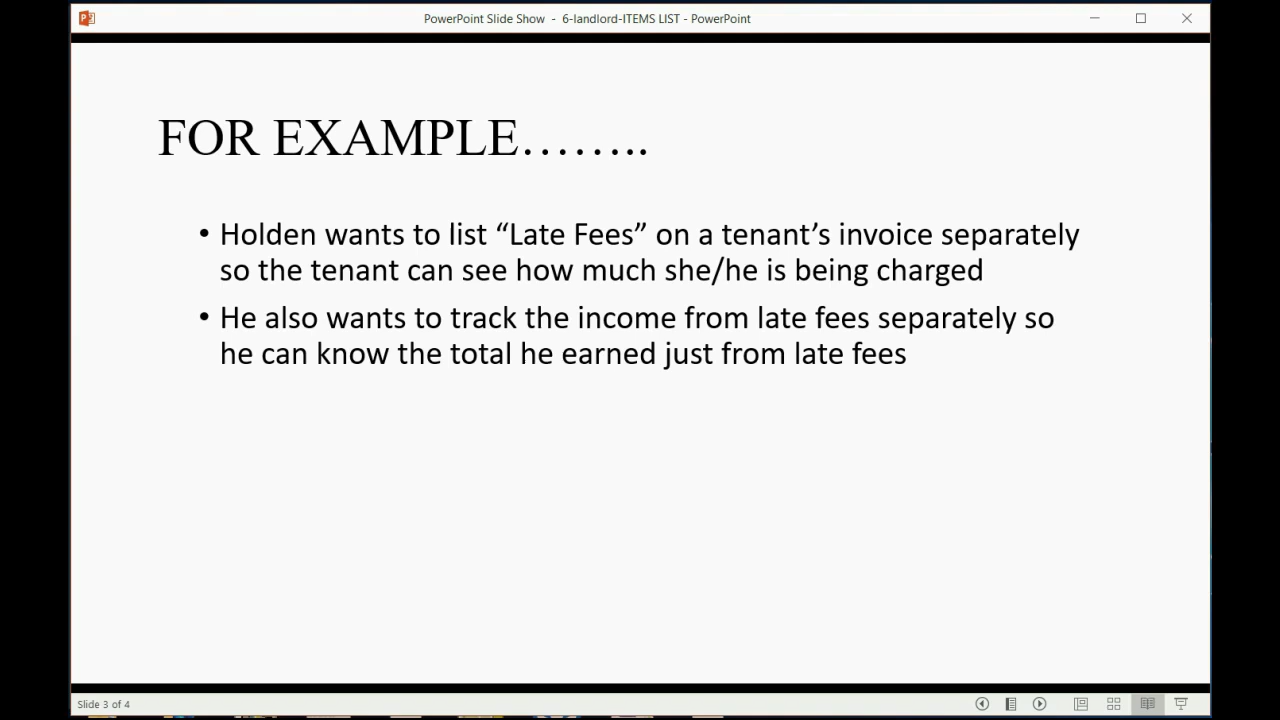 PowerPoint Slide Show - 6-landlord-ITEMS LIST - PowerPoint
FOR EXAMPLE……..
• Holden wants to list “Late Fees” on a tenant’s invoice separately
so the tenant can see how much she/he is being charged
• He also wants to track the income from late fees separately so
he can know the total he earned just from late fees
Slide 3 of 4